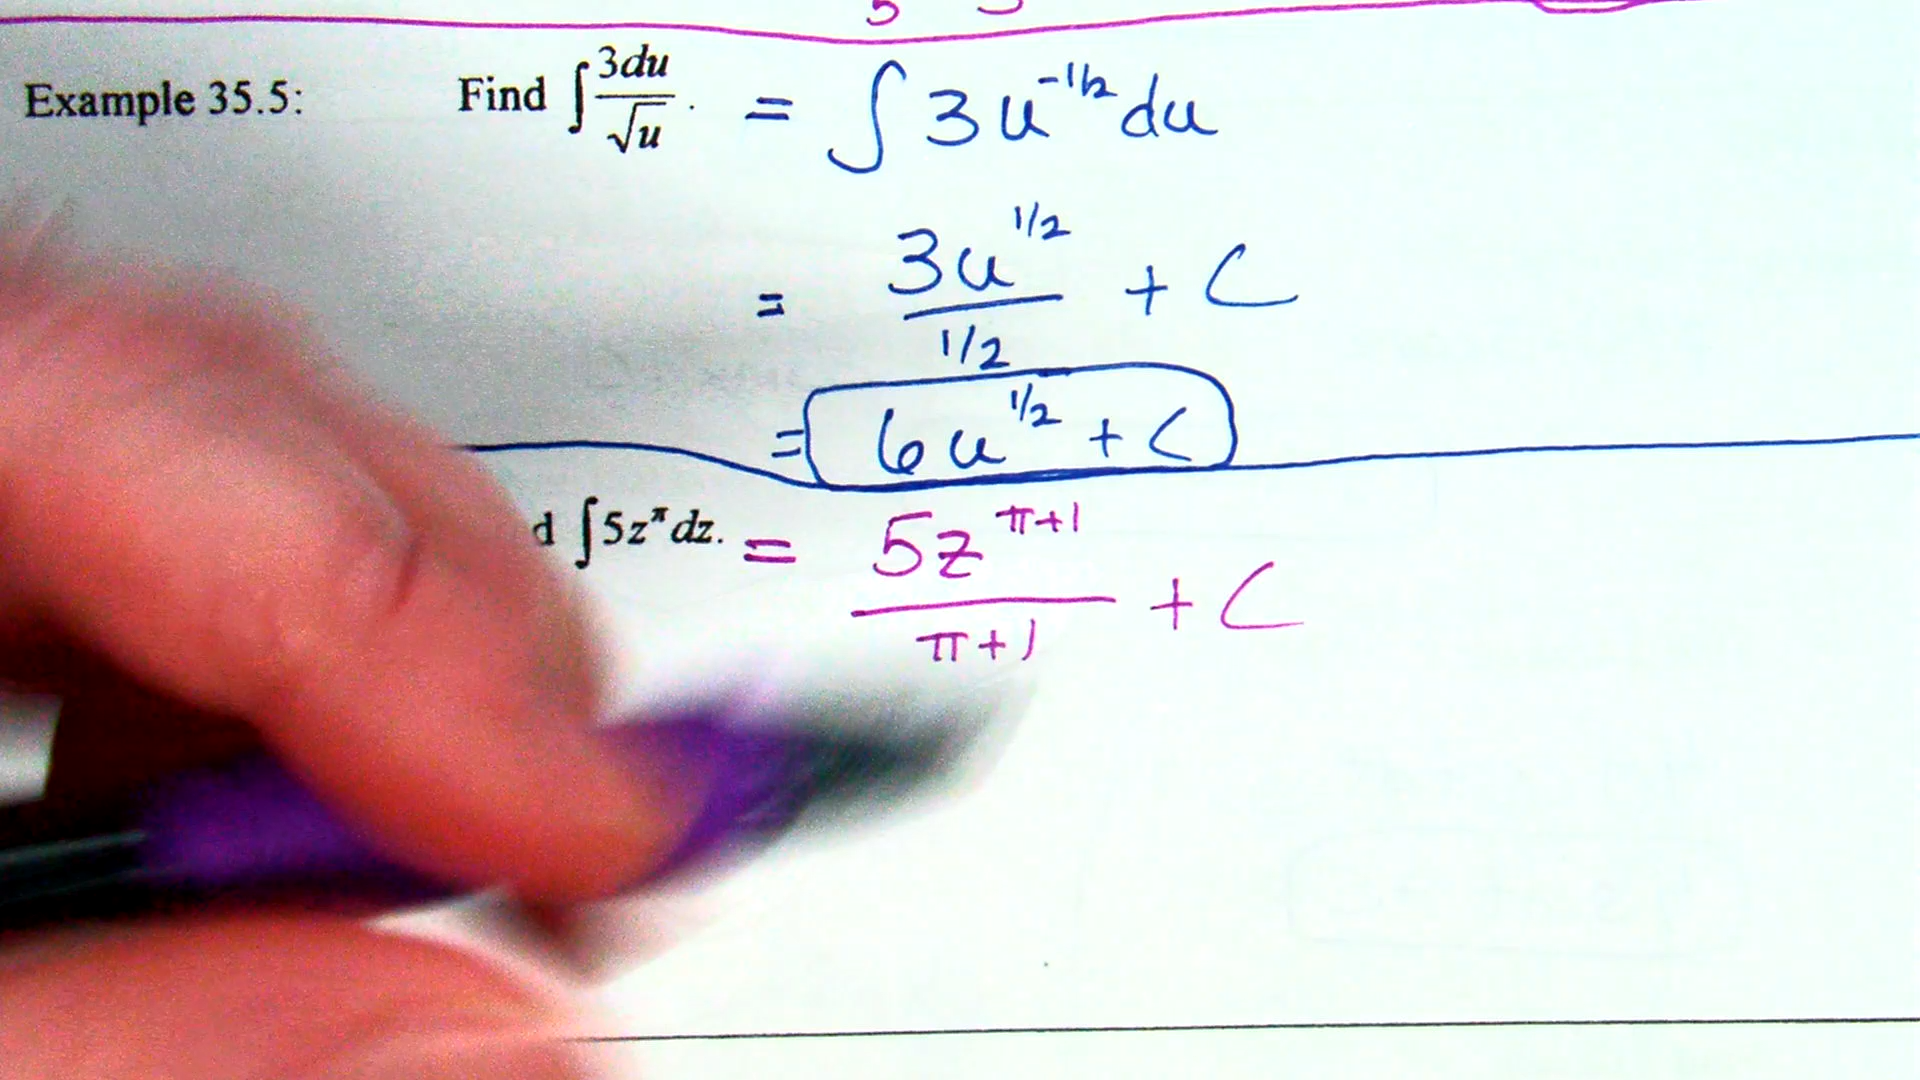 Example 35.5: Find ∫ 3du/√u . = ∫ 3u^(-1/2) du
= 3u^(1/2) / (1/2) + C
= 6u^(1/2) + C
d ∫5z^π dz. = 5z^(π+1) / (π+1) + C